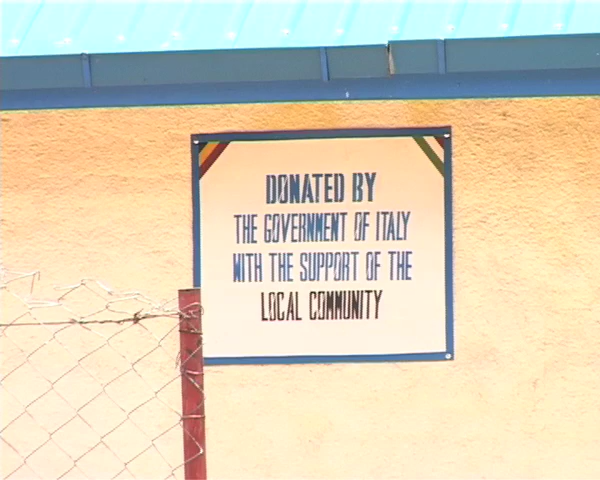 DONATED BY
THE GOVERNMENT OF ITALY
WITH THE SUPPORT OF THE
LOCAL COMMUNITY